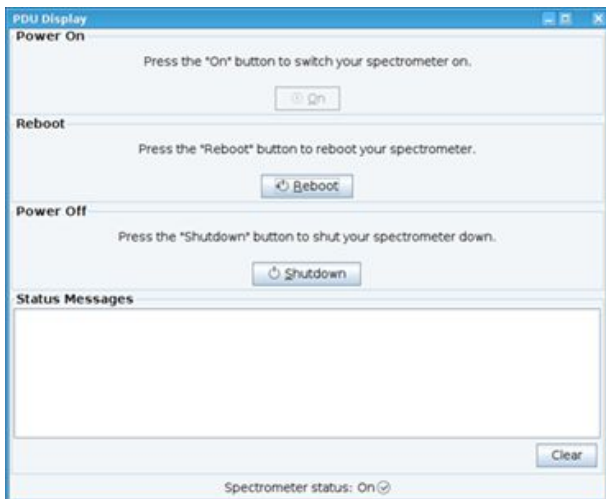 PDU Display
Power On
Press the "On" button to switch your spectrometer on.
On
Reboot
Press the "Reboot" button to reboot your spectrometer.
Reboot
Power Off
Press the "Shutdown" button to shut your spectrometer down.
Shutdown
Status Messages
Clear
Spectrometer status: On